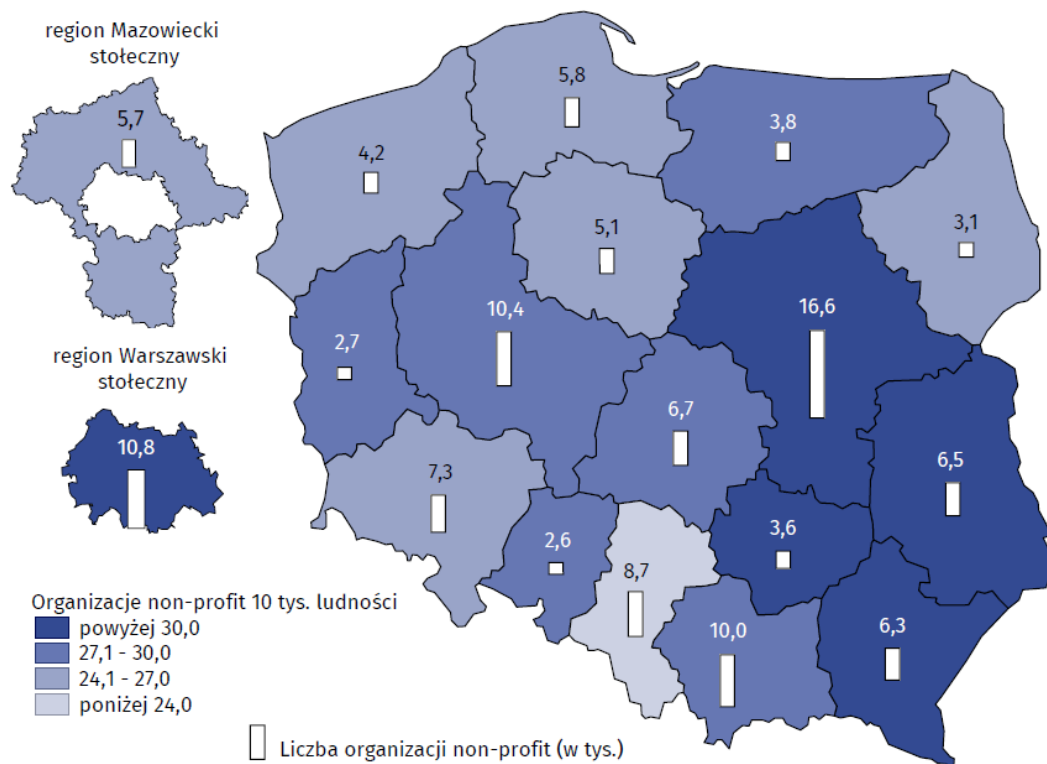 region Mazowiecki
stołeczny
5,7
region Warszawski
stołeczny
10,8
5,8
3,8
4,2
5,1
3,1
10,4
16,6
2,7
6,7
7,3
6,5
2,6
3,6
8,7
10,0
6,3
Organizacje non-profit 10 tys. ludności
powyżej 30,0
27,1 - 30,0
24,1 - 27,0
poniżej 24,0
Liczba organizacji non-profit (w tys.)